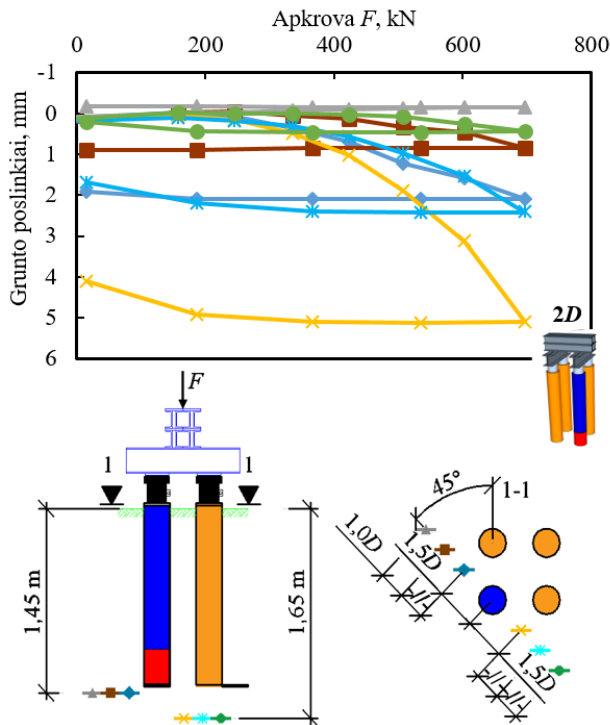 Apkrova F, kN
0 200 400 600 800
-1
0
1
2
3
4
5
6
Grunto poslinkiai, mm
2D
F
1 1
1,45 m
1,65 m
45°
1-1
1,0D
1,5D
1,5D